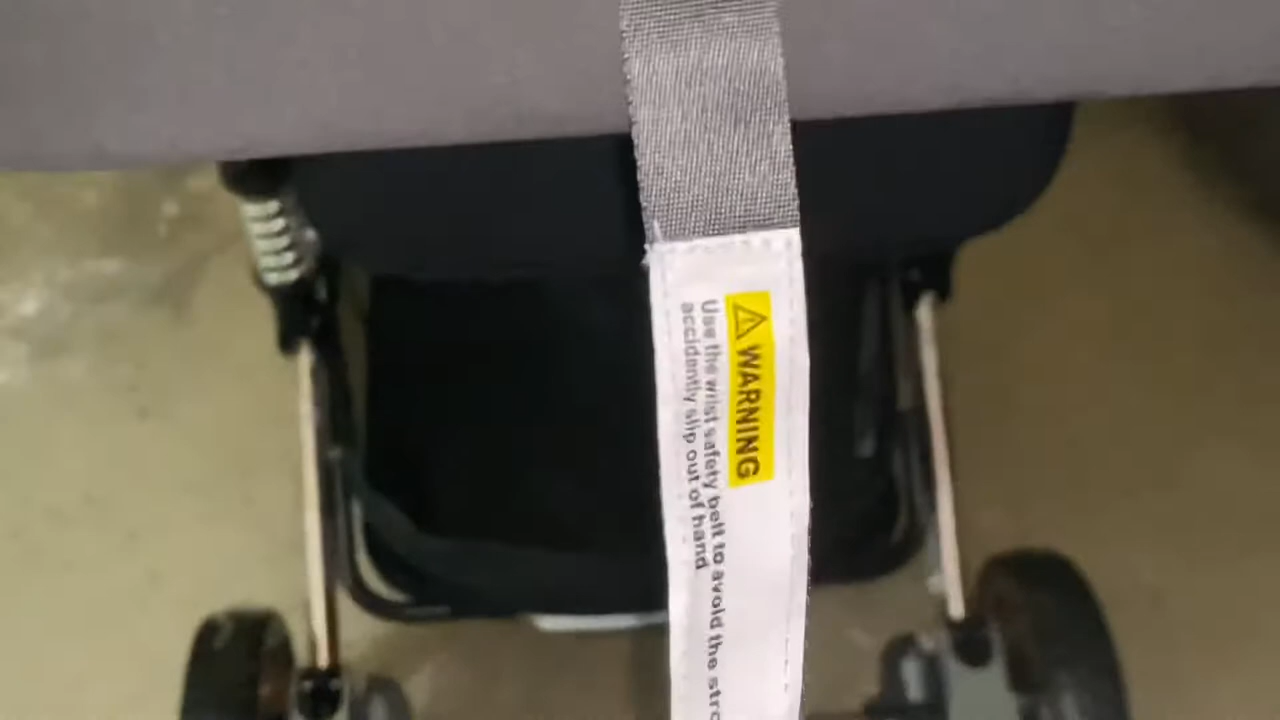 WARNING
Use the wrist safety belt to avoid the stro
accidently slip out of hand